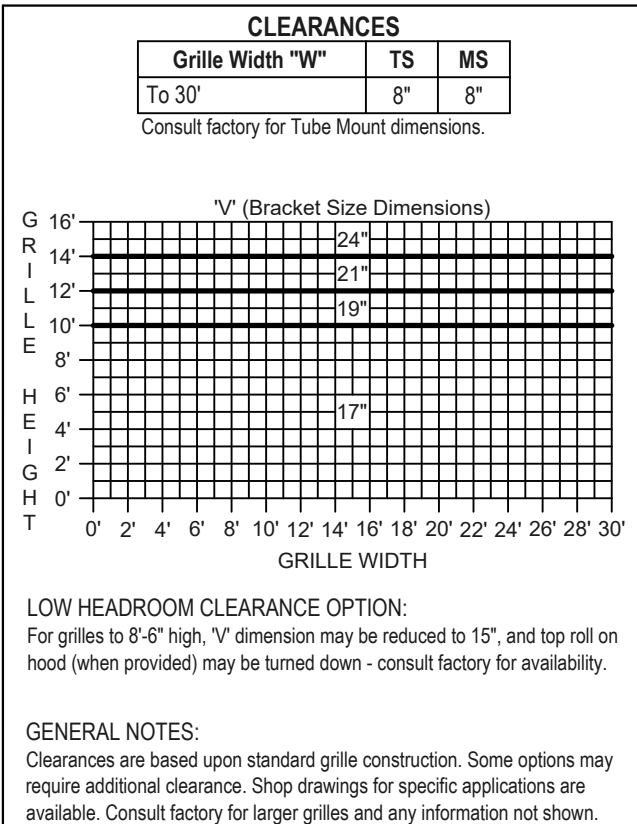 CLEARANCES
Grille Width "W" TS MS
To 30' 8" 8"
Consult factory for Tube Mount dimensions.
'V' (Bracket Size Dimensions)
GRILLE HEIGHT
16'
24"
14'
21"
12'
19"
10'
8'
6'
17"
4'
2'
0'
0' 2' 4' 6' 8' 10' 12' 14' 16' 18' 20' 22' 24' 26' 28' 30'
GRILLE WIDTH
LOW HEADROOM CLEARANCE OPTION:
For grilles to 8'-6" high, 'V' dimension may be reduced to 15", and top roll on
hood (when provided) may be turned down - consult factory for availability.
GENERAL NOTES:
Clearances are based upon standard grille construction. Some options may
require additional clearance. Shop drawings for specific applications are
available. Consult factory for larger grilles and any information not shown.